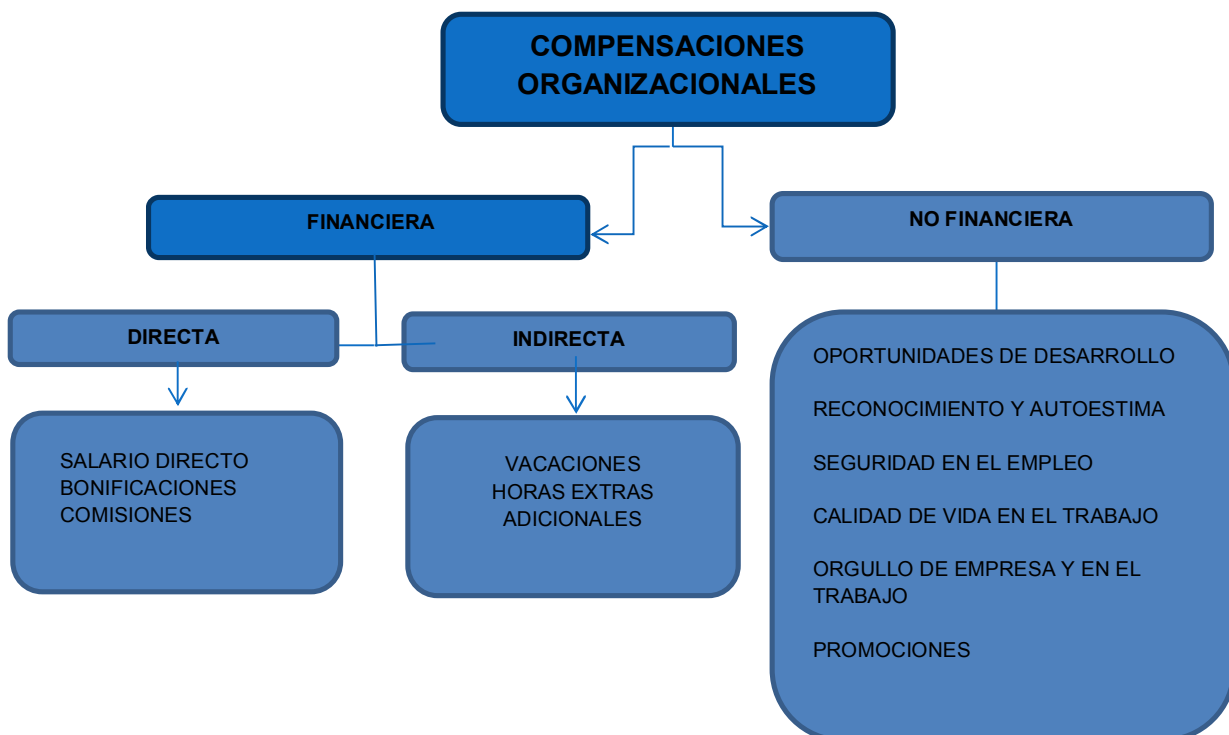 COMPENSACIONES
ORGANIZACIONALES
FINANCIERA
NO FINANCIERA
DIRECTA
INDIRECTA
SALARIO DIRECTO
BONIFICACIONES
COMISIONES
VACACIONES
HORAS EXTRAS
ADICIONALES
OPORTUNIDADES DE DESARROLLO
RECONOCIMIENTO Y AUTOESTIMA
SEGURIDAD EN EL EMPLEO
CALIDAD DE VIDA EN EL TRABAJO
ORGULLO DE EMPRESA Y EN EL
TRABAJO
PROMOCIONES